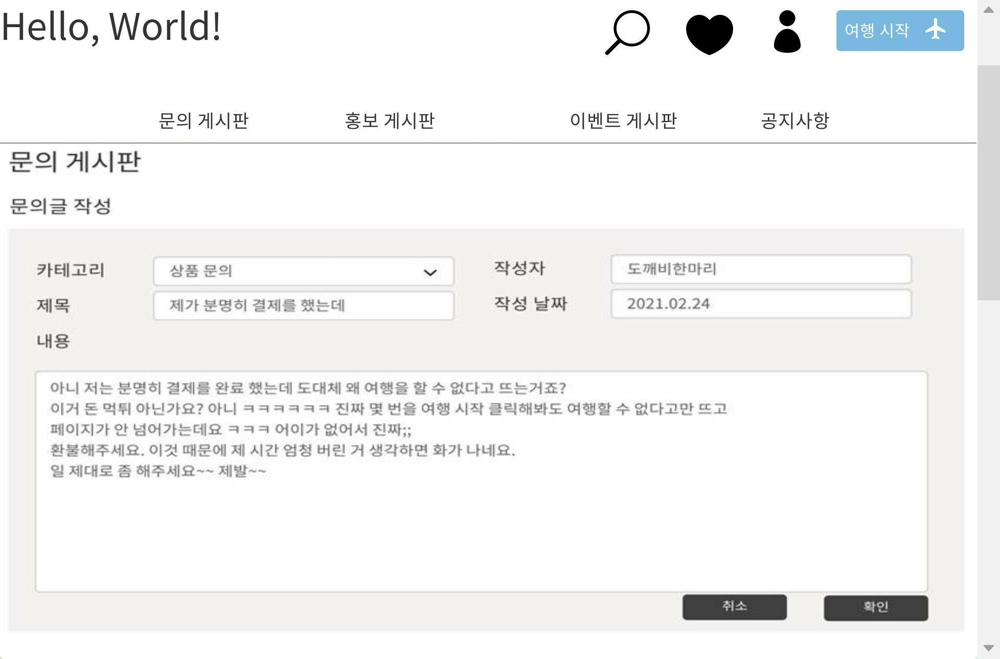 Hello, World!
여행 시작
문의 게시판
홍보 게시판
이벤트 게시판
공지사항
문의 게시판
문의글 작성
카테고리
상품 문의
작성자
도깨비한마리
제목
제가 분명히 결제를 했는데
작성 날짜
2021.02.24
내용
아니 저는 분명히 결제를 완료 했는데 도대체 왜 여행을 할 수 없다고 뜨는거죠?
이거 돈 먹튀 아닌가요? 아니 ㅋㅋㅋㅋㅋㅋ 진짜 몇 번을 여행 시작 클릭해봐도 여행할 수 없다고만 뜨고
페이지가 안 넘어가는데요 ㅋㅋㅋ 어이가 없어서 진짜;;
환불해주세요. 이것 때문에 제 시간 엄청 버린 거 생각하면 화가 나네요.
일 제대로 좀 해주세요~~ 제발~~
취소
확인